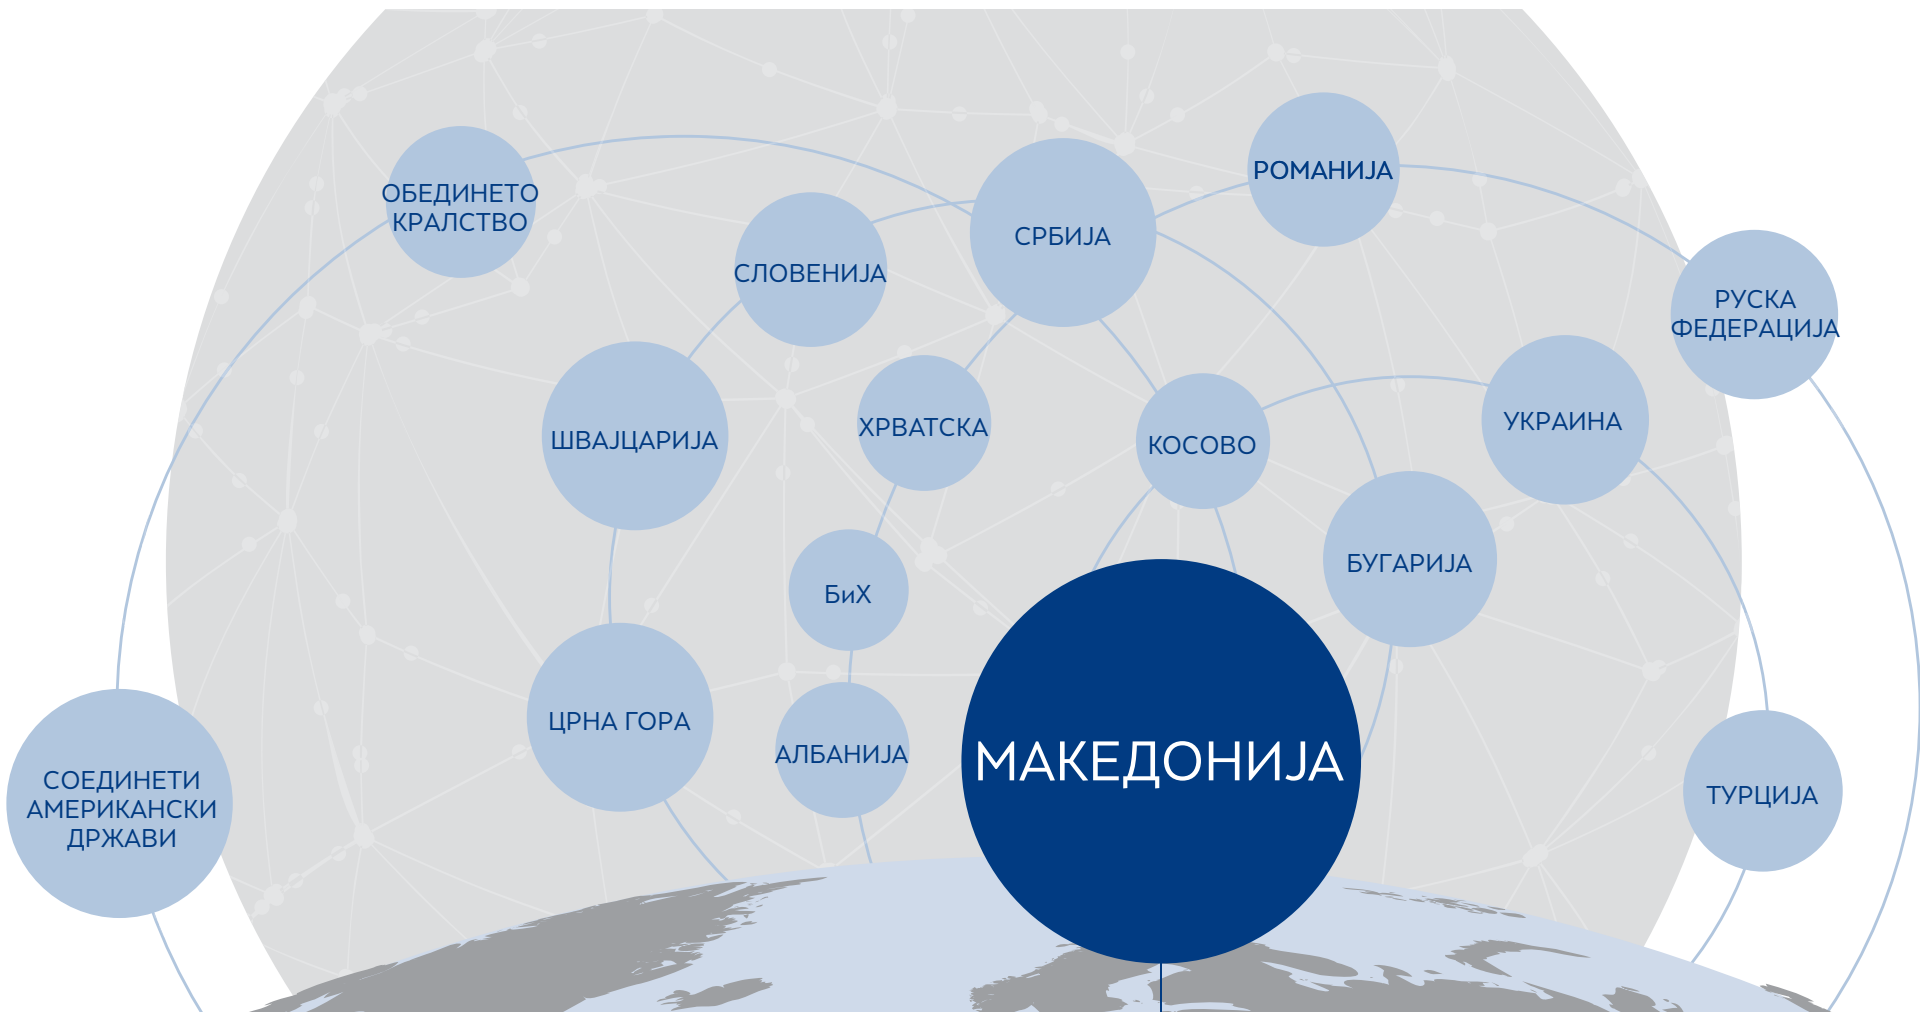 ОБЕДИНЕТО
КРАЛСТВО
СЛОВЕНИЈА
СРБИЈА
РОМАНИЈА
РУСКА
ФЕДЕРАЦИЈА
ШВАЈЦАРИЈА
ХРВАТСКА
КОСОВО
УКРАИНА
БиХ
БУГАРИЈА
ЦРНА ГОРА
АЛБАНИЈА
МАКЕДОНИЈА
СОЕДИНЕТИ
АМЕРИКАНСКИ
ДРЖАВИ
ТУРЦИЈА